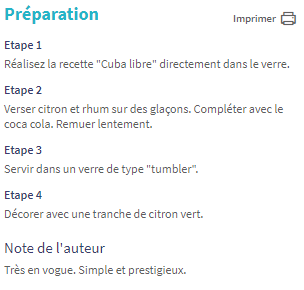 Préparation
Imprimer
Etape 1
Réalisez la recette "Cuba libre" directement dans le verre.
Etape 2
Verser citron et rhum sur des glaçons. Compléter avec le
coca cola. Remuer lentement.
Etape 3
Servir dans un verre de type "tumbler".
Etape 4
Décorer avec une tranche de citron vert.
Note de l'auteur
Très en vogue. Simple et prestigieux.